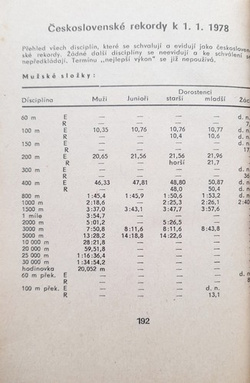 Československé rekordy k 1. 1. 1978
Přehled všech disciplin, které se schvalují a evidují jako českosloven-
ské rekordy. Žádné další disciplíny se neevidují a ke schválení se
nepředkládají. Termínu „nejlepší výkon" se již nepoužívá.
Mužské složky:
Dorostenci
Disciplína Muži Junioři starší mladší Žác
60 m E — — — — d. n.
R — — — — 7,
100 m E 10,35 10,76 10,76 10,77 d. n.
R — — 10,4 10,6 d. n.
150 m E — — — — d. n.
R — — — —
200 m E 20,65 21,56 21,56 21,96
R — — horší 21,7
300 m E — — — — d. n.
R — — — — 36
400 m E 46,33 47,81 48,80 50,87 d. n.
R — — 48,0 50,4 d. n.
800 m 1:45,4 1:45,9 1:50,6 1:53,2
1000 m 2:18,6 — 2:25,3 2:26,1 2:40
1500 m 3:37,0 3:43,1 3:47,7 3:57,6
1 míle 3:54,7 — — —
2000 m 5:01,2 — 5:26,5 —
3000 m 7:50,8 8:11,6 8:11,6 8:43,8
5000 m 13:28,2 14:18,8 14:22,6 —
10 000 m 28:21,8 — — —
20 000 m 59,51,8 — — —
25 000 m 1:16:36,4 — — —
30 000 m 1:34:54,2 — — —
hodinovka 20,052 m — — —
60 m přek. E — — — — d. n.
R — — — — 8
100 m přek. E — — — d. n.
R — — — 13,1
192